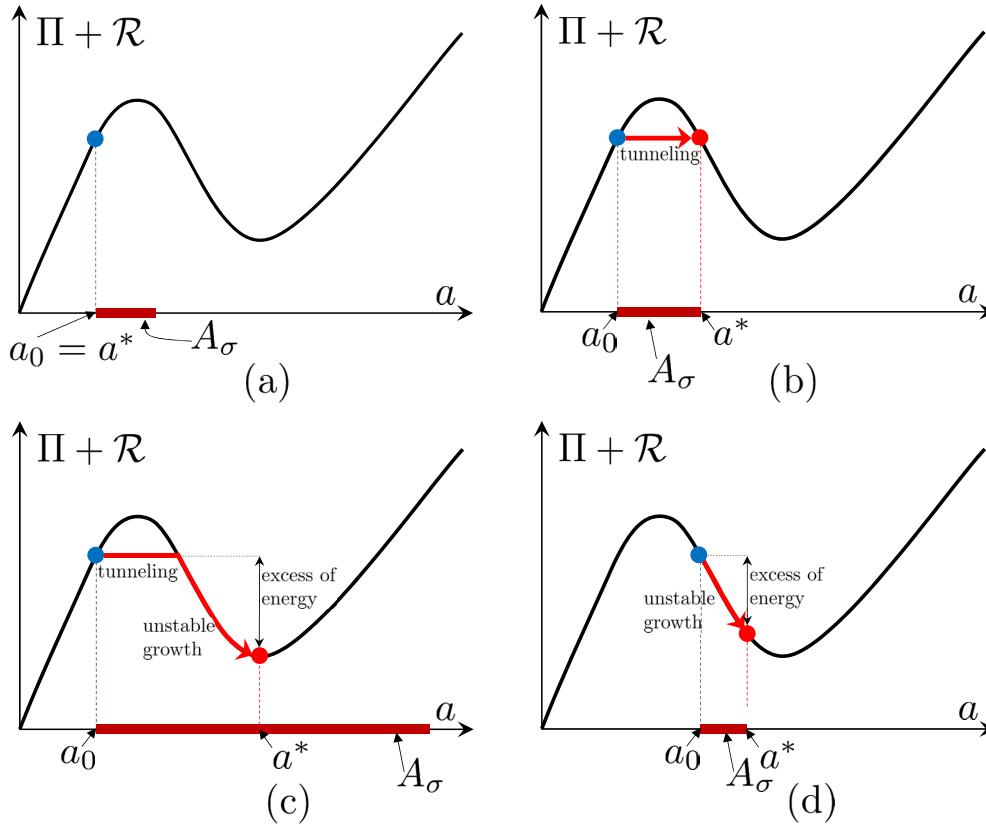 Π + ℛ
a
a₀ = a*
A_σ
(a)
Π + ℛ
tunneling
a₀
a*
A_σ
(b)
Π + ℛ
tunneling
excess of
energy
unstable
growth
a
a₀
a*
A_σ
(c)
Π + ℛ
excess of
energy
unstable
growth
a
a₀
a*
A_σ
(d)